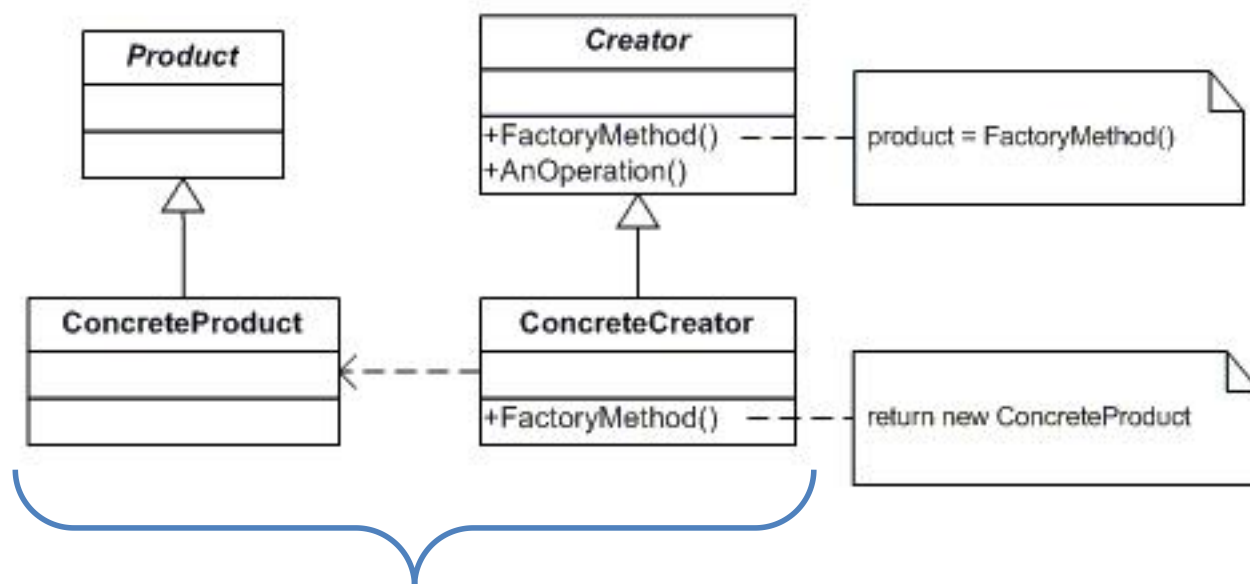 Product
Creator
+FactoryMethod()
+AnOperation()
product = FactoryMethod()
ConcreteProduct
ConcreteCreator
+FactoryMethod()
return new ConcreteProduct